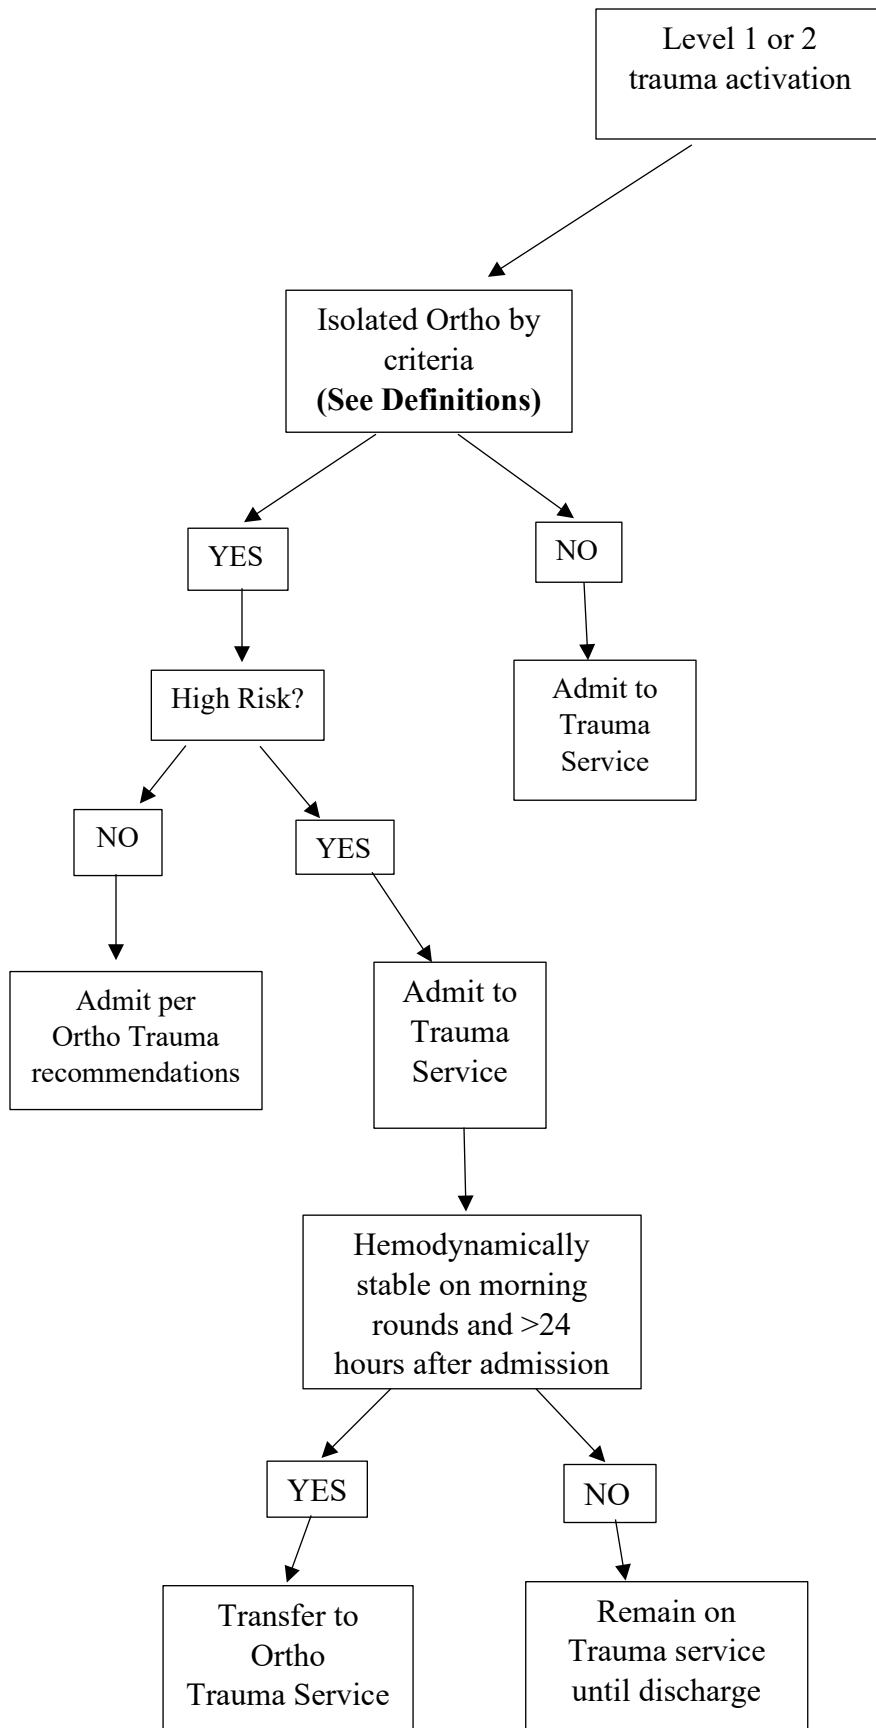 Level 1 or 2
trauma activation
Isolated Ortho by
criteria
(See Definitions)
YES
NO
High Risk?
Admit to
Trauma
Service
NO
YES
Admit per
Ortho Trauma
recommendations
Admit to
Trauma
Service
Hemodynamically
stable on morning
rounds and >24
hours after admission
YES
NO
Transfer to
Ortho
Trauma Service
Remain on
Trauma service
until discharge